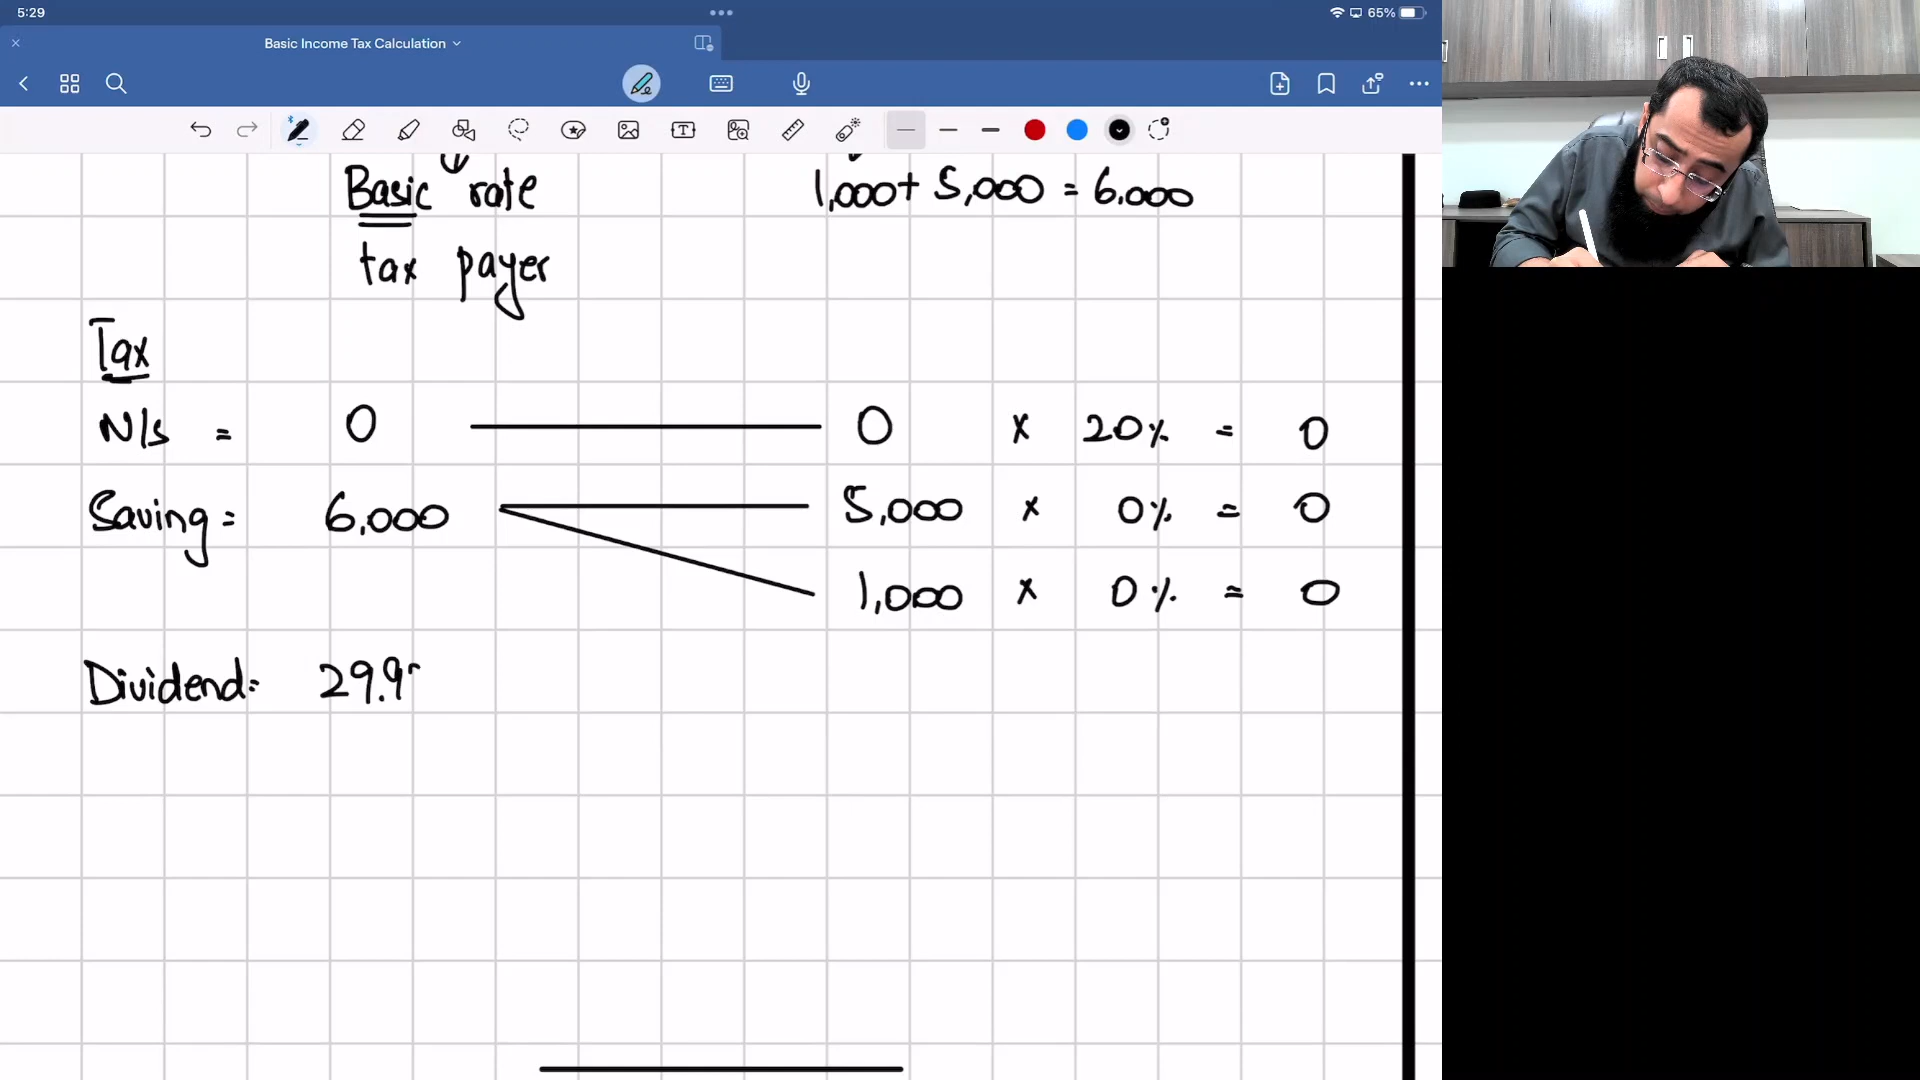 5:29
65%
Basic Income Tax Calculation
Basic rate
1,000 + 5,000 = 6,000
tax payer
Tax
N/s = 0 0 x 20% = 0
Saving = 6,000 5,000 x 0% = 0
1,000 x 0% = 0
Dividend = 29,9